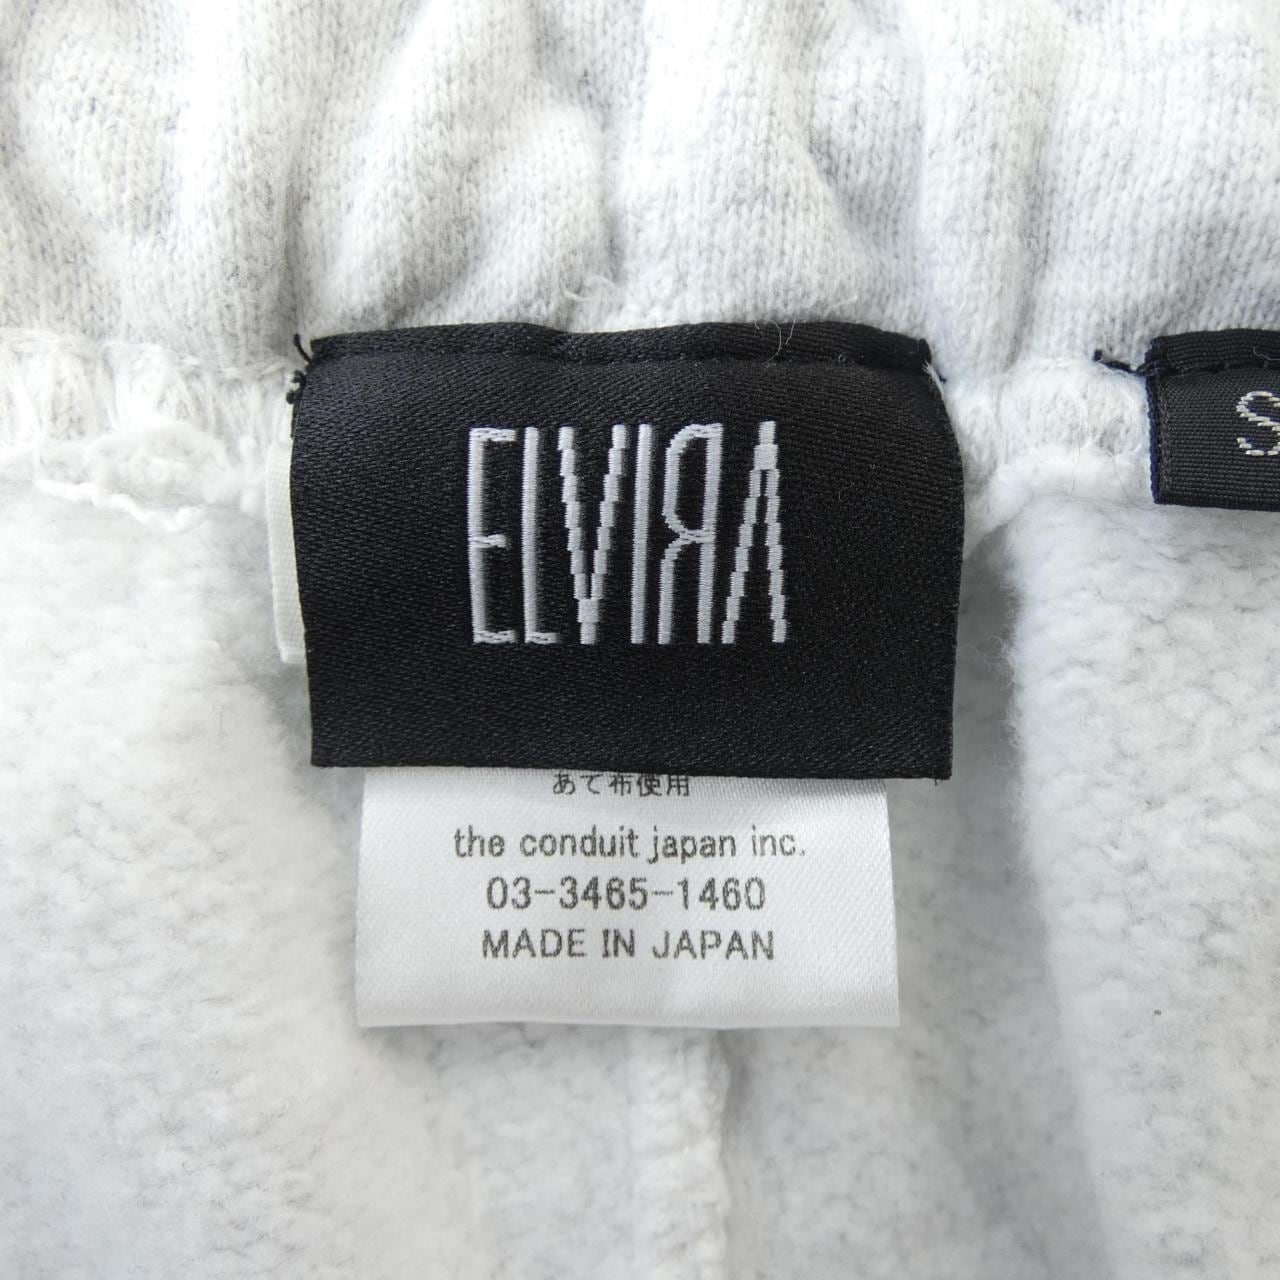 ELVIRA
S
あて布使用
the conduit japan inc.
03-3465-1460
MADE IN JAPAN